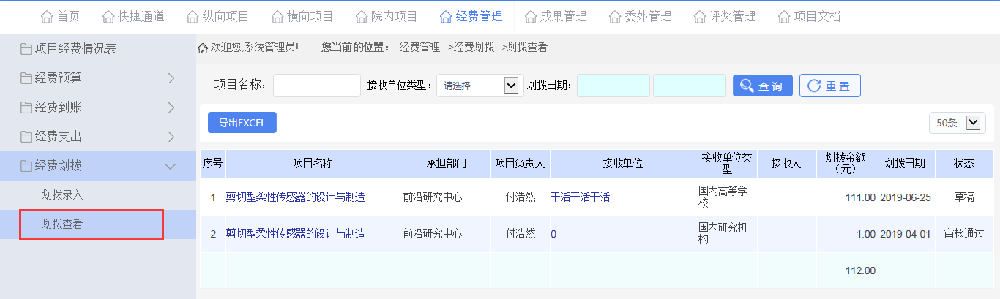 首页 快捷通道 纵向项目 横向项目 院内项目 经费管理 成果管理 委外管理 评奖管理 项目文档
项目经费情况表
经费预算
经费到账
经费支出
经费划拨
划拨录入
划拨查看
欢迎您,系统管理员! 您当前的位置： 经费管理-->经费划拨-->划拨查看
项目名称: 接收单位类型： 请选择 划拨日期: - 查 询 重 置
导出EXCEL 50条
序号 项目名称 承担部门 项目负责人 接收单位 接收单位类型 接收人 划拨金额（元） 划拨日期 状态
1 剪切型柔性传感器的设计与制造 前沿研究中心 付浩然 干活干活干活 国内高等学校 111.00 2019-06-25 草稿
2 剪切型柔性传感器的设计与制造 前沿研究中心 付浩然 0 国内研究机构 1.00 2019-04-01 审核通过
112.00